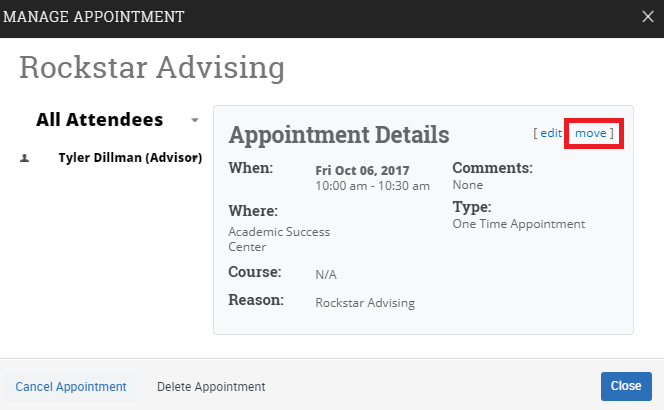 MANAGE APPOINTMENT
Rockstar Advising
All Attendees
Tyler Dillman (Advisor)
Appointment Details
[ edit move ]
When:
Fri Oct 06, 2017
10:00 am - 10:30 am
Where:
Academic Success
Center
Course: N/A
Reason: Rockstar Advising
Comments:
None
Type:
One Time Appointment
Cancel Appointment Delete Appointment Close